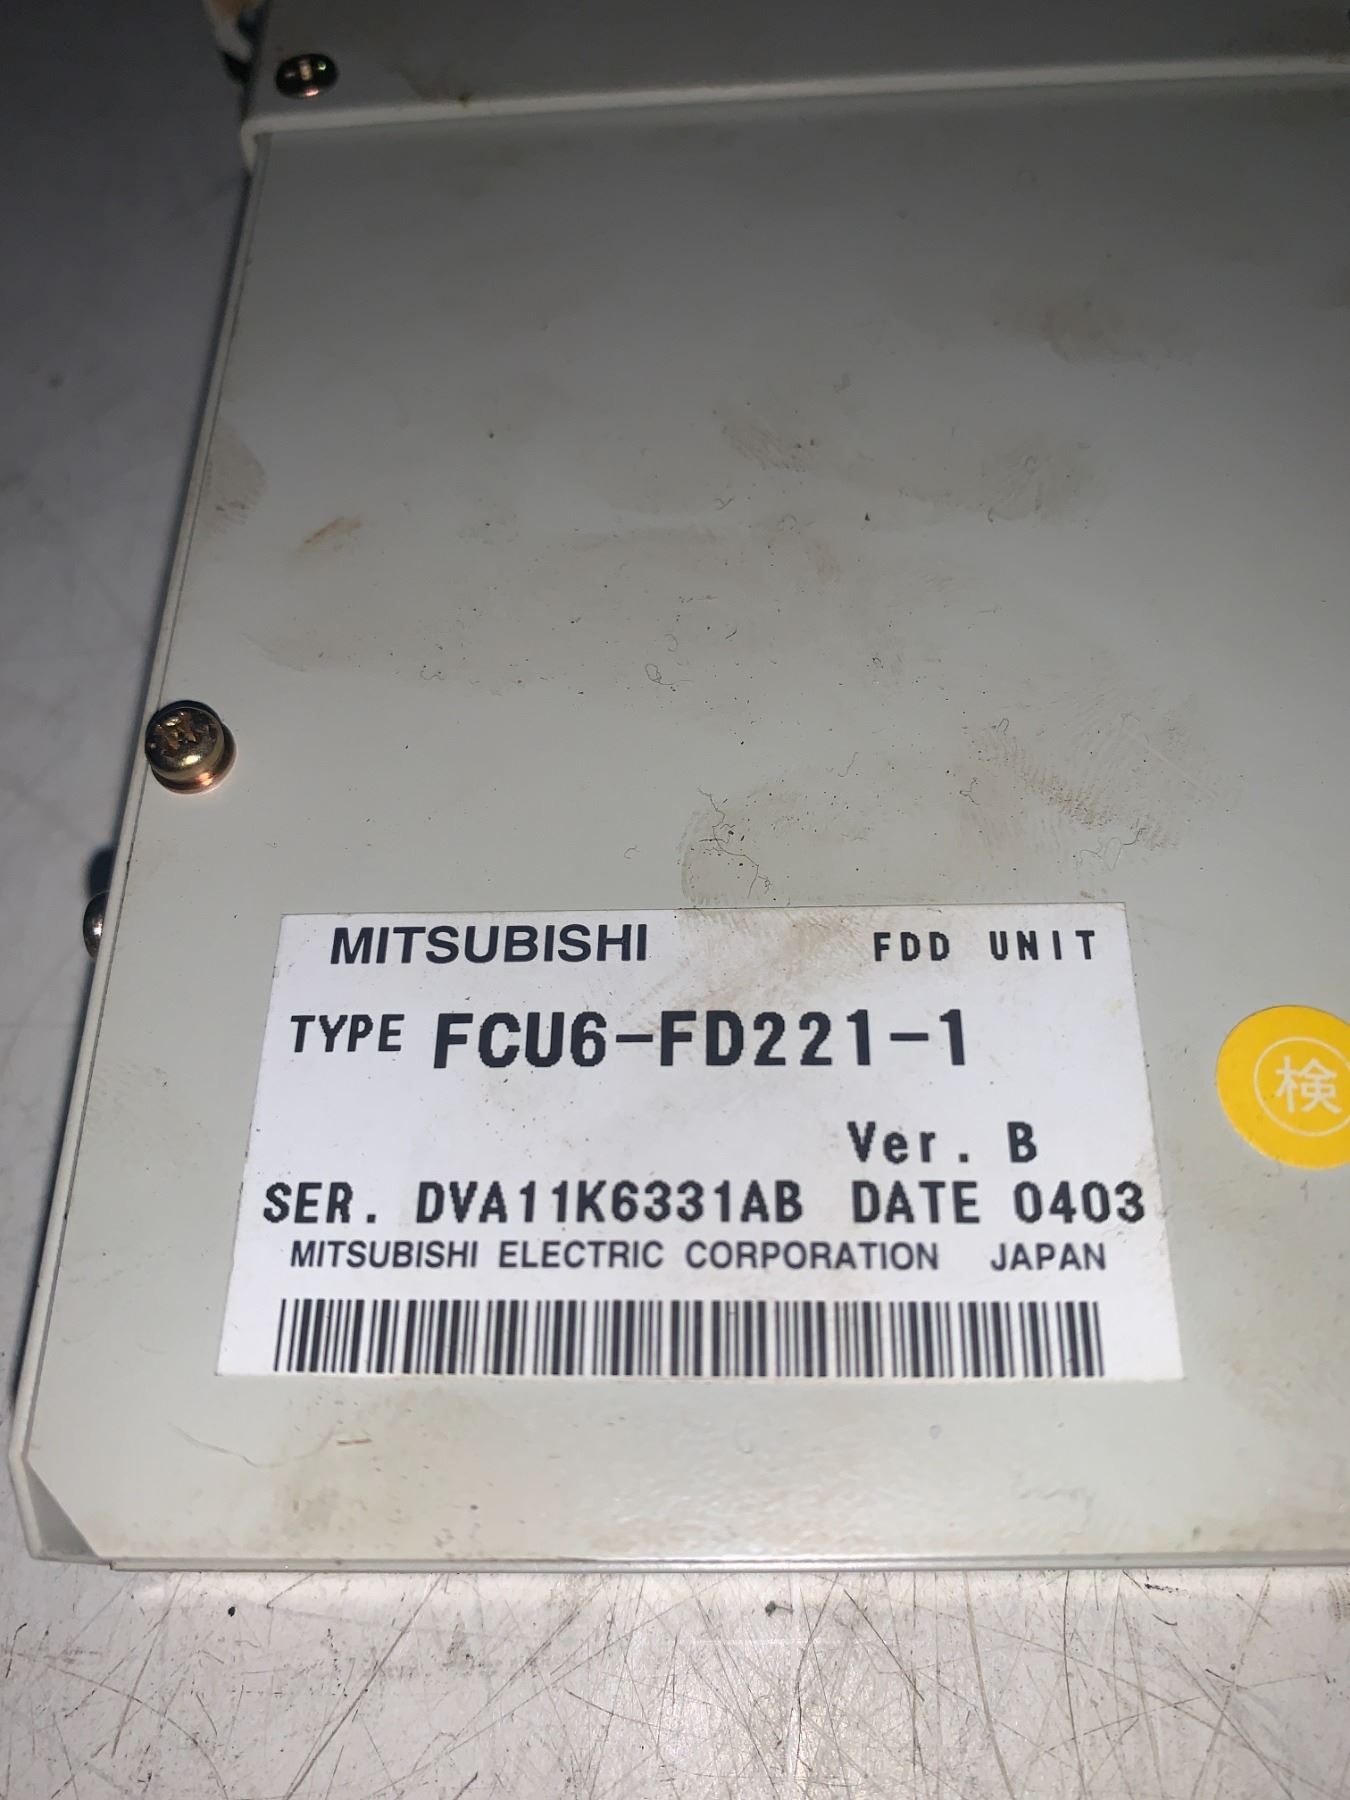 MITSUBISHI FDD UNIT
TYPE FCU6-FD221-1
検
Ver. B
SER. DVA11K6331AB DATE 0403
MITSUBISHI ELECTRIC CORPORATION JAPAN